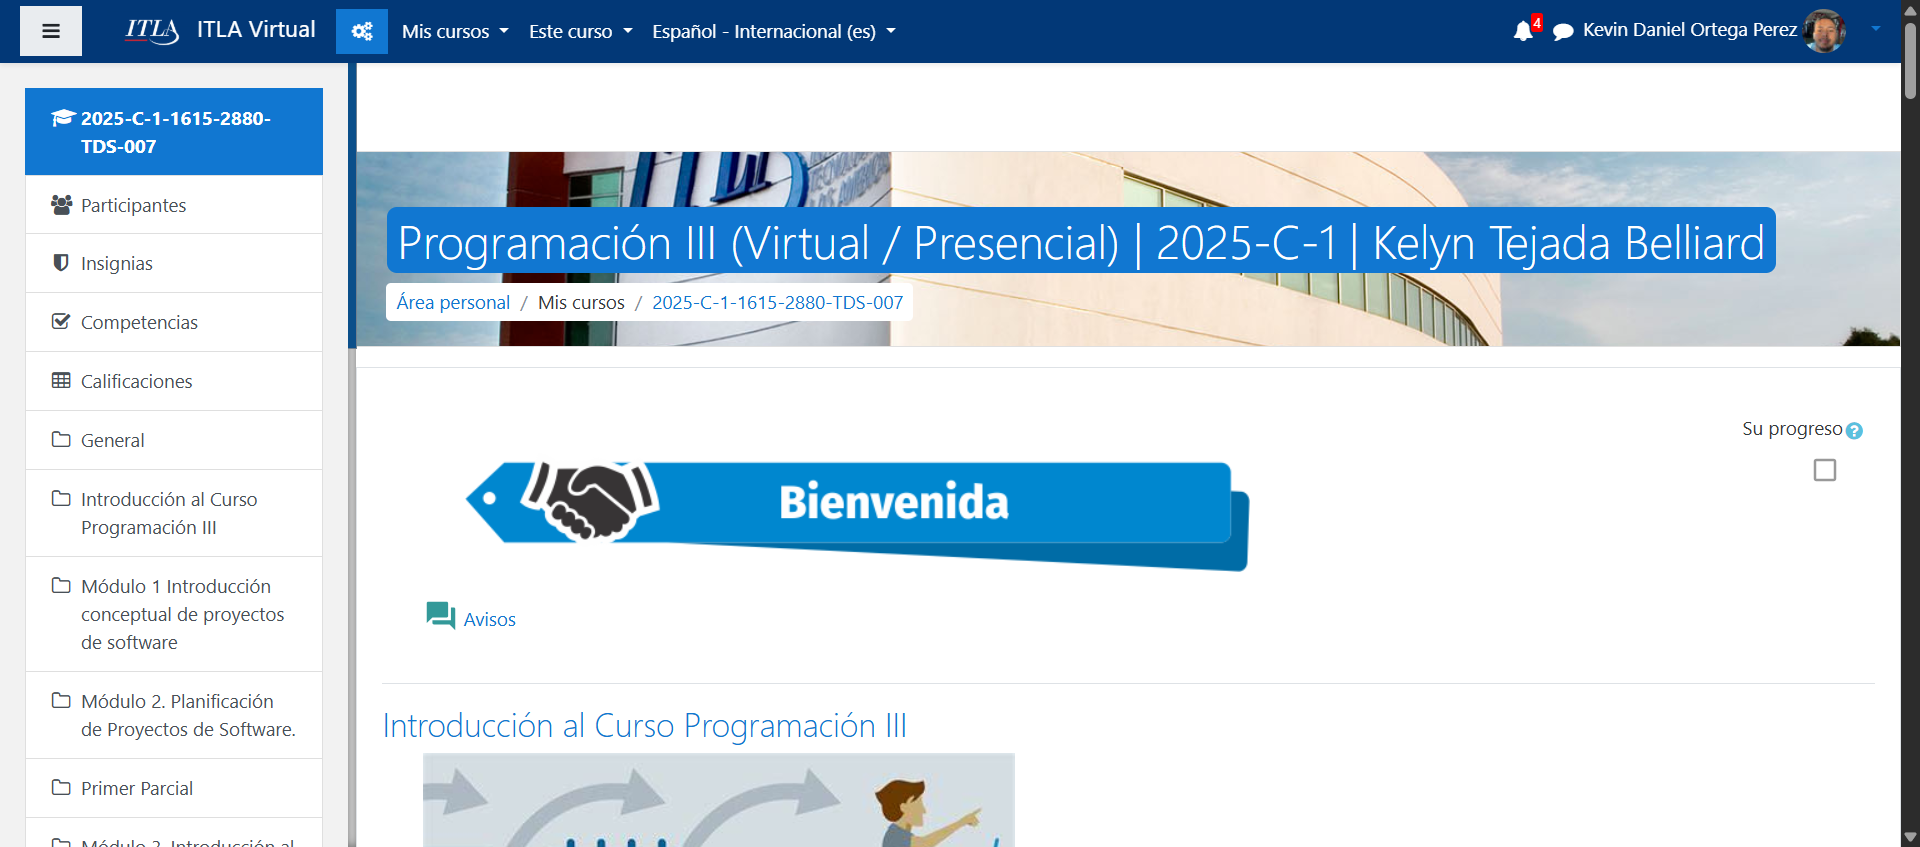 ITLA
ITLA Virtual
Mis cursos
Este curso
Español - Internacional (es)
4
Kevin Daniel Ortega Perez
2025-C-1-1615-2880-
TDS-007
Participantes
Insignias
Competencias
Calificaciones
General
Introducción al Curso
Programación III
Módulo 1 Introducción
conceptual de proyectos
de software
Módulo 2. Planificación
de Proyectos de Software.
Primer Parcial
Módulo 3. Introducción al
Programación III (Virtual / Presencial) | 2025-C-1 | Kelyn Tejada Belliard
Área personal / Mis cursos / 2025-C-1-1615-2880-TDS-007
Su progreso
?
Bienvenida
Avisos
Introducción al Curso Programación III